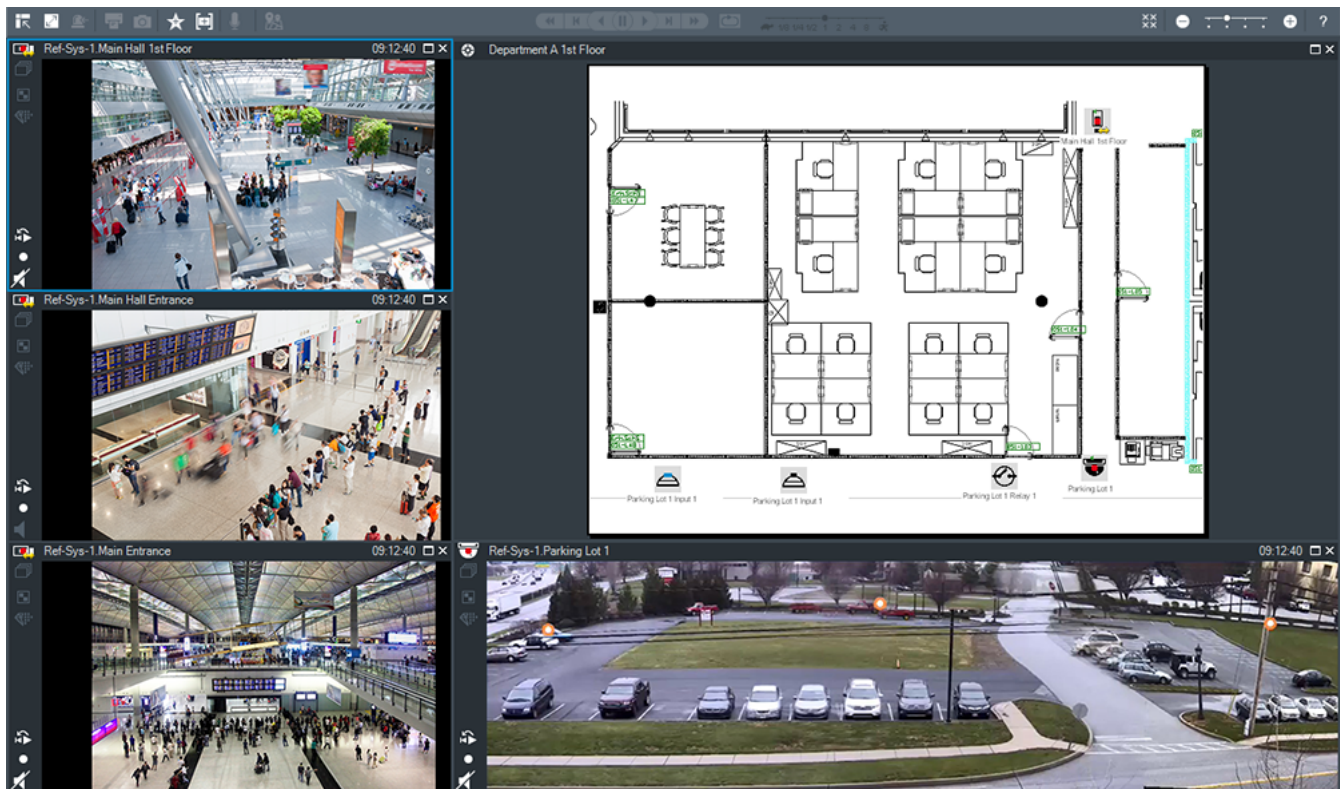 ?
Ref-Sys-1.Main Hall 1st Floor
09:12:40
Department A 1st Floor
Main Hall 1st Floor
Ref-Sys-1.Main Hall Entrance
09:12:40
Parking Lot 1 Input 1
Parking Lot 1 Input 1
Parking Lot 1 Relay 1
Parking Lot 1
Ref-Sys-1.Main Entrance
09:12:40
Ref-Sys-1.Parking Lot 1
09:12:40